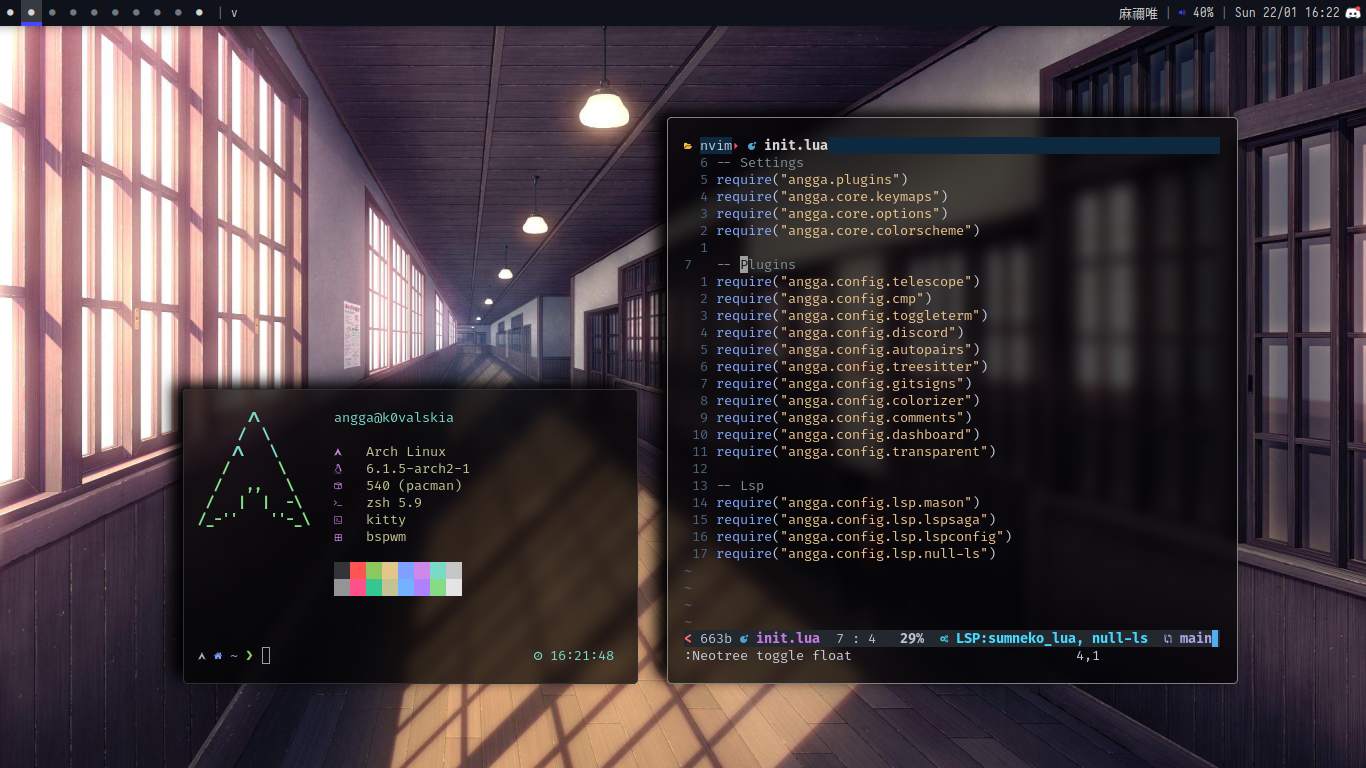 v
麻禰唯 | 40% | Sun 22/01 16:22
nvim init.lua
6 -- Settings
5 require("angga.plugins")
4 require("angga.core.keymaps")
3 require("angga.core.options")
2 require("angga.core.colorscheme")
1
7 -- Plugins
1 require("angga.config.telescope")
2 require("angga.config.cmp")
3 require("angga.config.toggleterm")
4 require("angga.config.discord")
5 require("angga.config.autopairs")
6 require("angga.config.treesitter")
7 require("angga.config.gitsigns")
8 require("angga.config.colorizer")
9 require("angga.config.comments")
10 require("angga.config.dashboard")
11 require("angga.config.transparent")
12
13 -- Lsp
14 require("angga.config.lsp.mason")
15 require("angga.config.lsp.lspsaga")
16 require("angga.config.lsp.lspconfig")
17 require("angga.config.lsp.null-ls")
~
~
~
~
< 663b init.lua 7 : 4 29% LSP:sumneko_lua, null-ls main
:Neotree toggle float 4,1
angga@k0valskia
Arch Linux
6.1.5-arch2-1
540 (pacman)
zsh 5.9
kitty
bspwm
~ ❯ 16:21:48